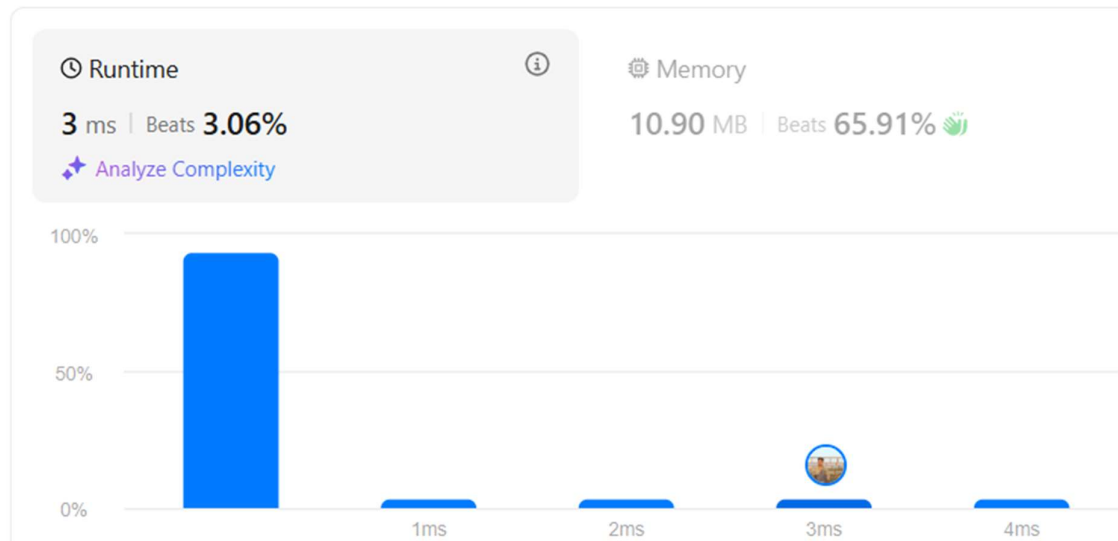 Runtime
3 ms | Beats 3.06%
Analyze Complexity
Memory
10.90 MB | Beats 65.91% 👋
100%
50%
0%
1ms
2ms
3ms
4ms